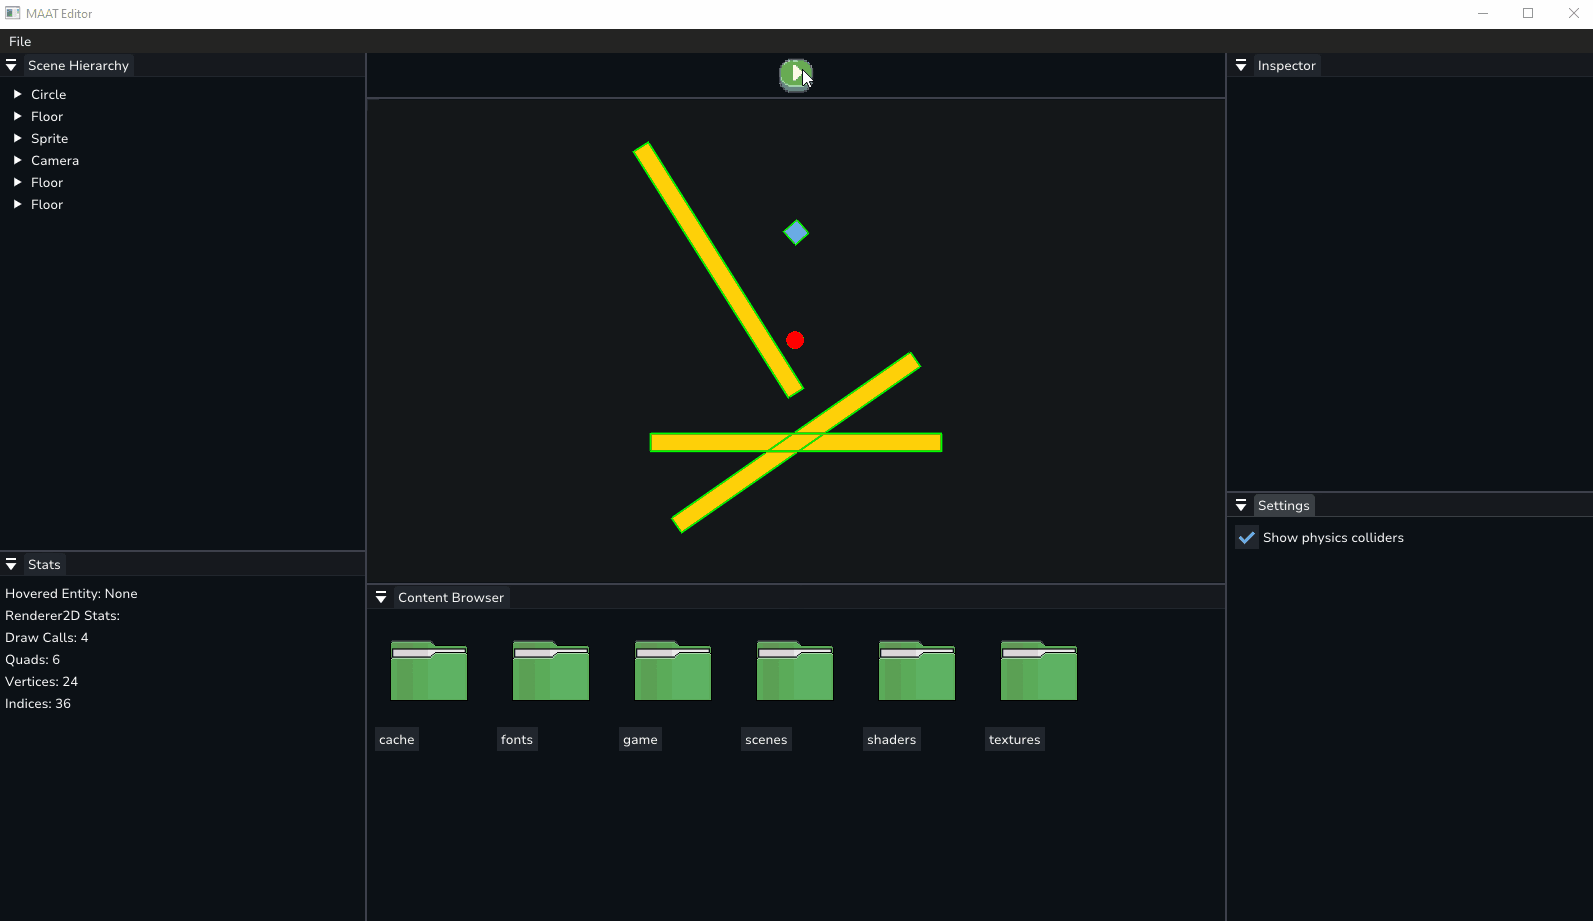 MAAT Editor
File
Scene Hierarchy
Circle
Floor
Sprite
Camera
Floor
Floor
Stats
Hovered Entity: None
Renderer2D Stats:
Draw Calls: 4
Quads: 6
Vertices: 24
Indices: 36
Content Browser
cache
fonts
game
scenes
shaders
textures
Inspector
Settings
Show physics colliders